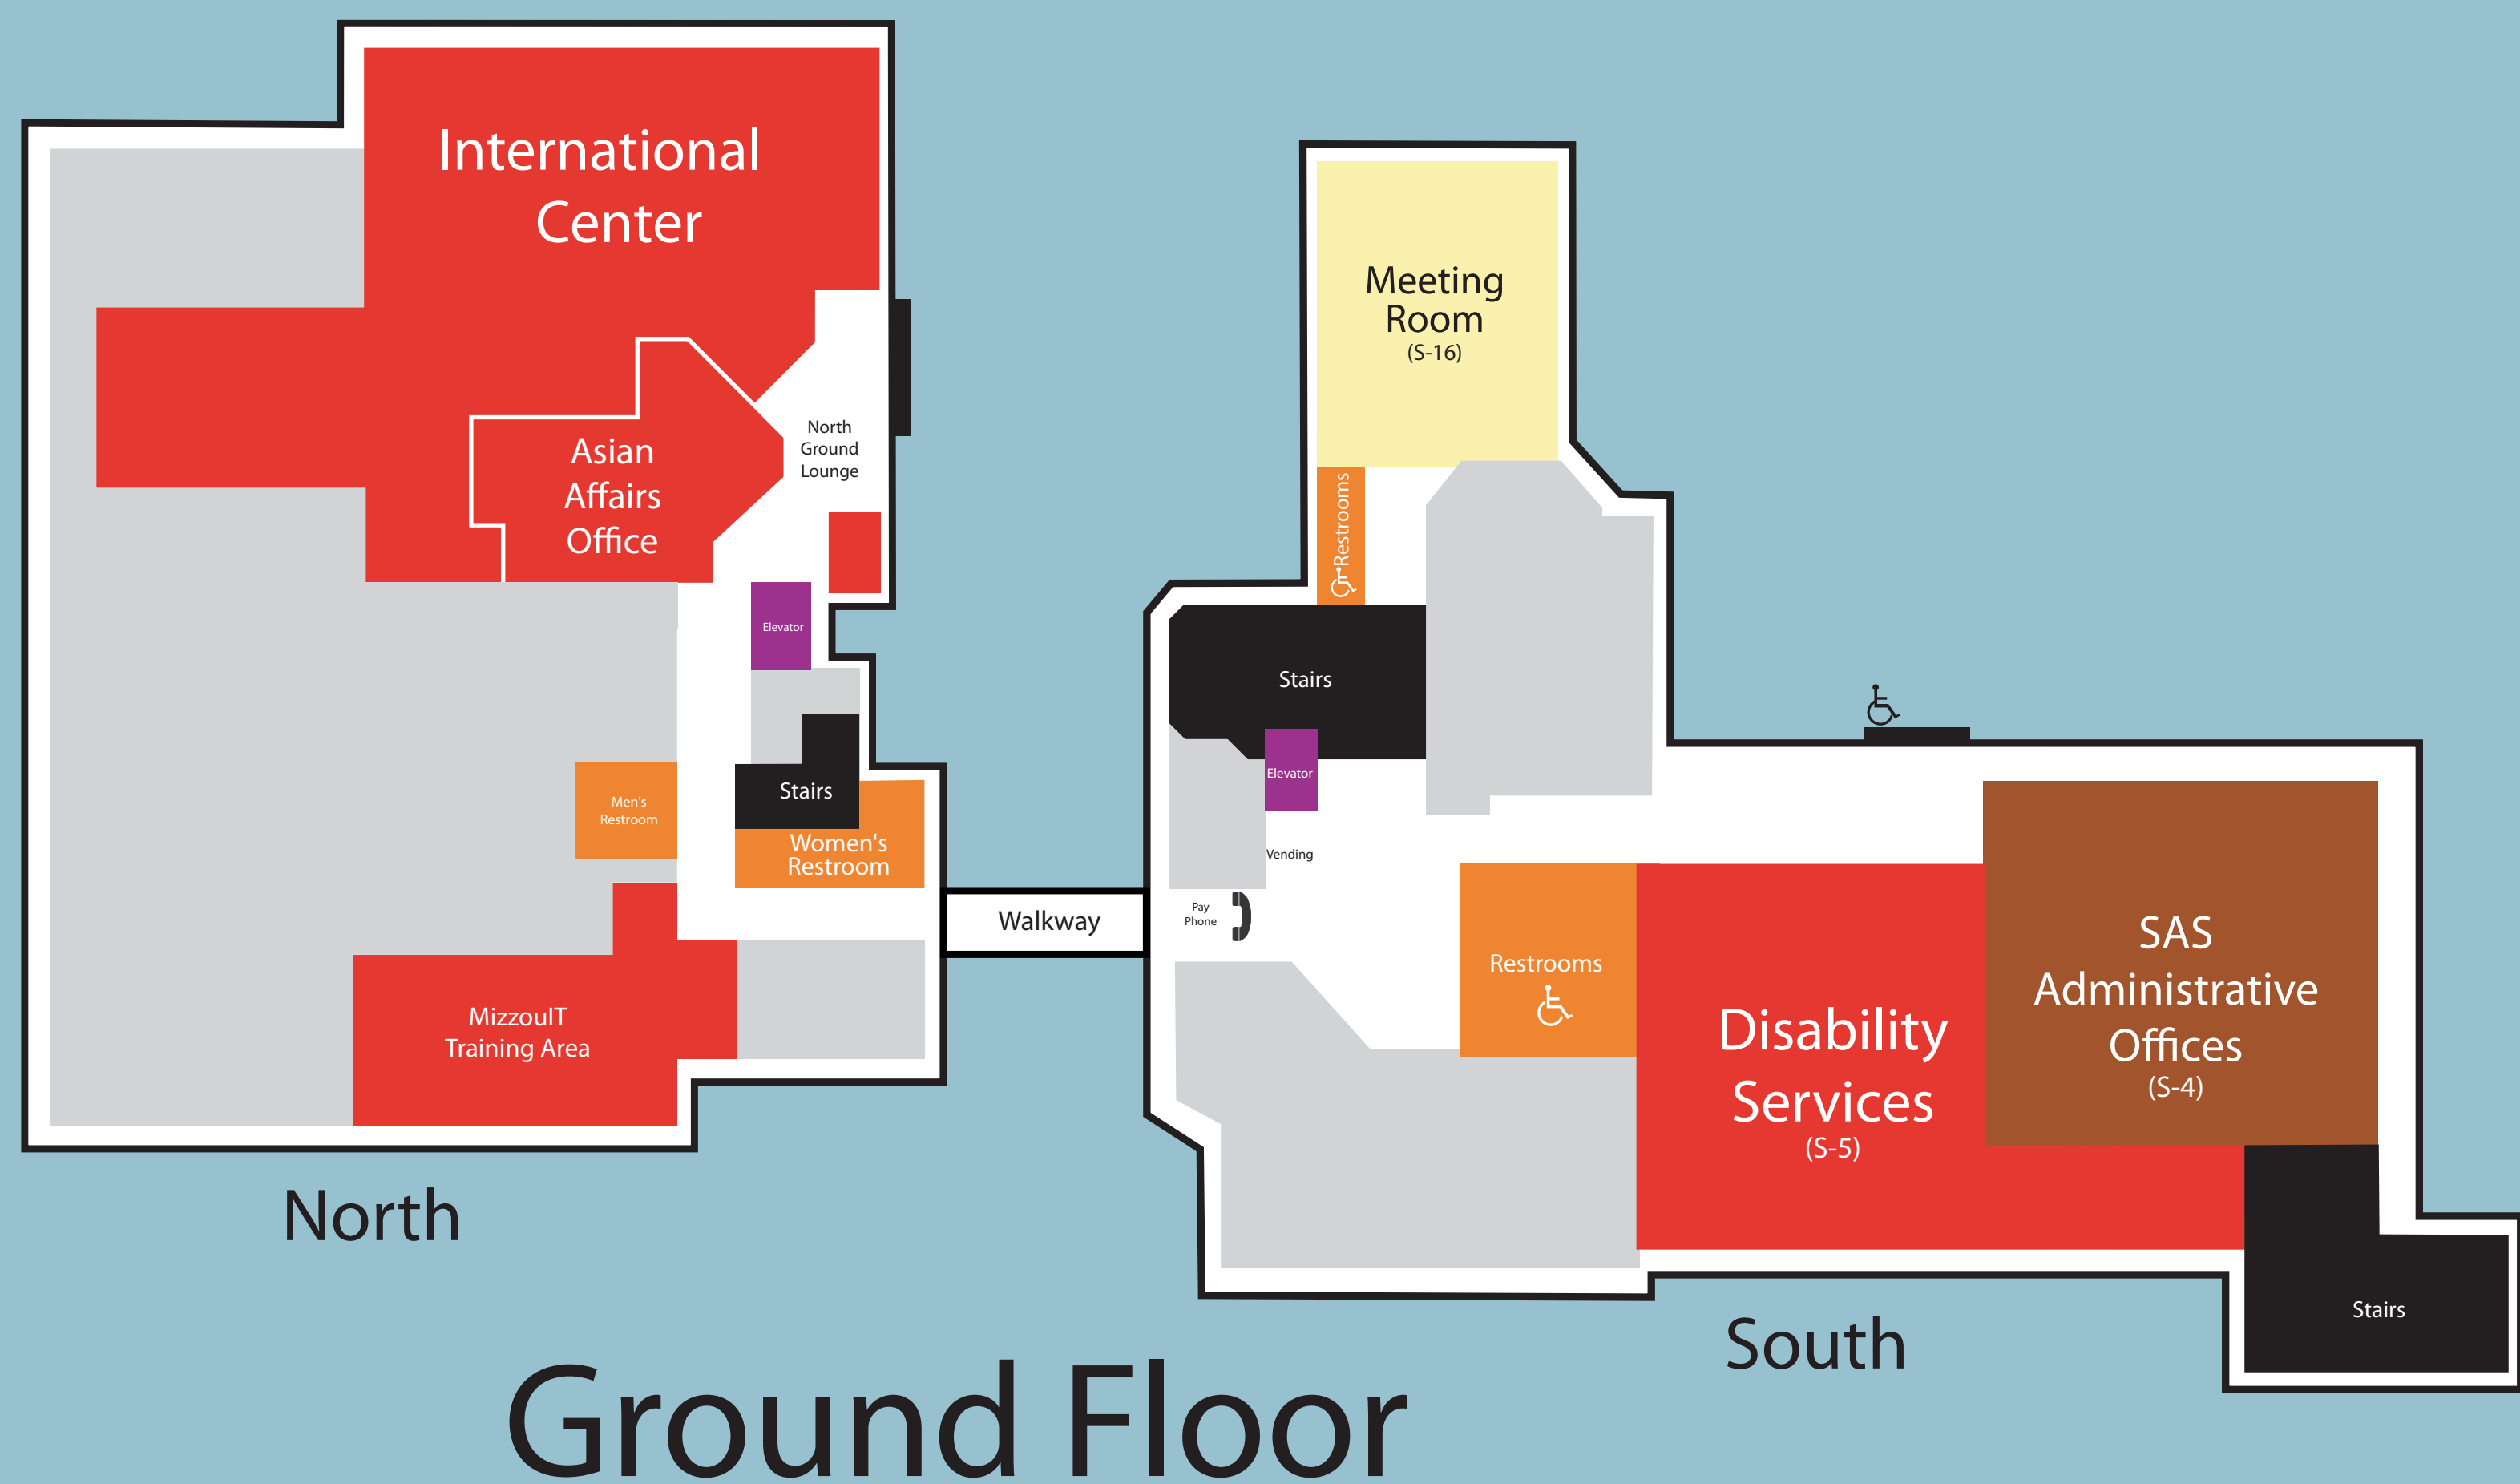 International
Center
Asian
Affairs
Office
North
Ground
Lounge
Elevator
Stairs
Men's
Restroom
Women's
Restroom
MizzouIT
Training Area
Walkway
North
Meeting
Room
(S-16)
Restrooms
Stairs
Elevator
Vending
Pay
Phone
Restrooms
Disability
Services
(S-5)
SAS
Administrative
Offices
(S-4)
Stairs
South
Ground Floor